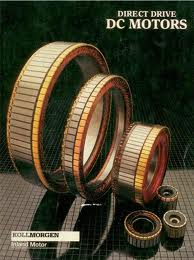 DIRECT DRIVE
DC MOTORS
KOLLMORGEN
Inland Motor